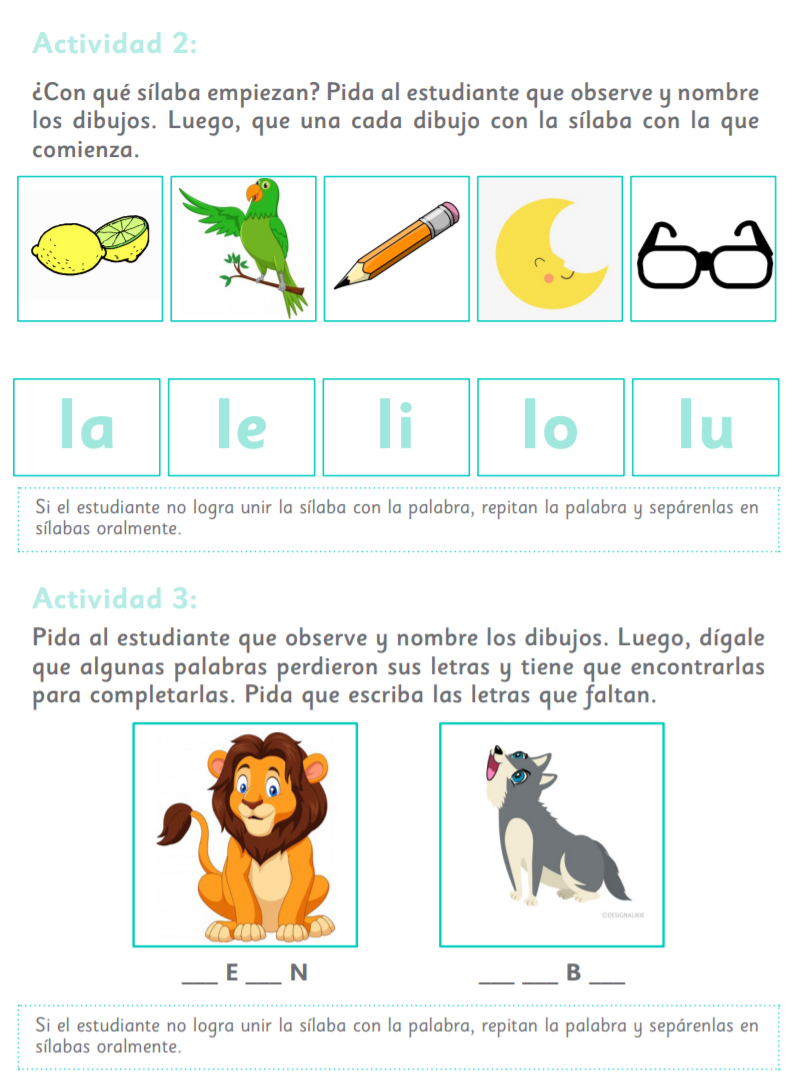 Actividad 2:
¿Con qué sílaba empiezan? Pida al estudiante que observe y nombre
los dibujos. Luego, que una cada dibujo con la sílaba con la que
comienza.
la le li lo lu
Si el estudiante no logra unir la sílaba con la palabra, repitan la palabra y sepárenlas en
sílabas oralmente.
Actividad 3:
Pida al estudiante que observe y nombre los dibujos. Luego, dígale
que algunas palabras perdieron sus letras y tiene que encontrarlas
para completarlas. Pida que escriba las letras que faltan.
©DESIGNALIKIE
___ E ___ N ___ ___ B ___
Si el estudiante no logra unir la sílaba con la palabra, repitan la palabra y sepárenlas en
sílabas oralmente.